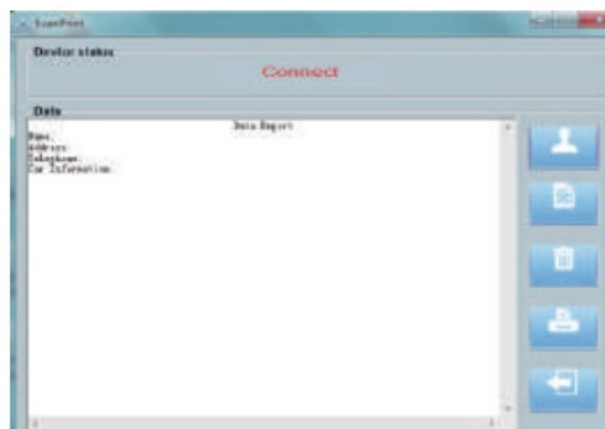 ScanPrint
Device status
Connect
Data
Data Report
Name:
Address:
Telephone:
Car Information: